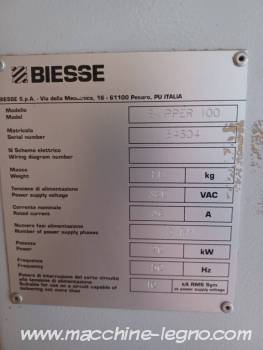 BIESSE
BIESSE S.p.A. - Via della Meccanica, 16 - 61100 Pesaro, PU ITALIA
Modello
Model
SKIPPER 100
Matricola
Serial number
N Schema elettrico
Wiring diagram number
Massa
Weight
kg
Tensione di alimentazione
Power supply voltage
VAC
Corrente nominale
Rated current
A
Numero fasi alimentazione
Number of power supply phases
Potenza
Power
kW
Frequenza
Frequency
Hz
Potere di interruzione del corto circuito
Suitable for use on a circuit capable of
delivering not more than
kA RMS Sym
at power supply voltage
www.macchine-legno.com